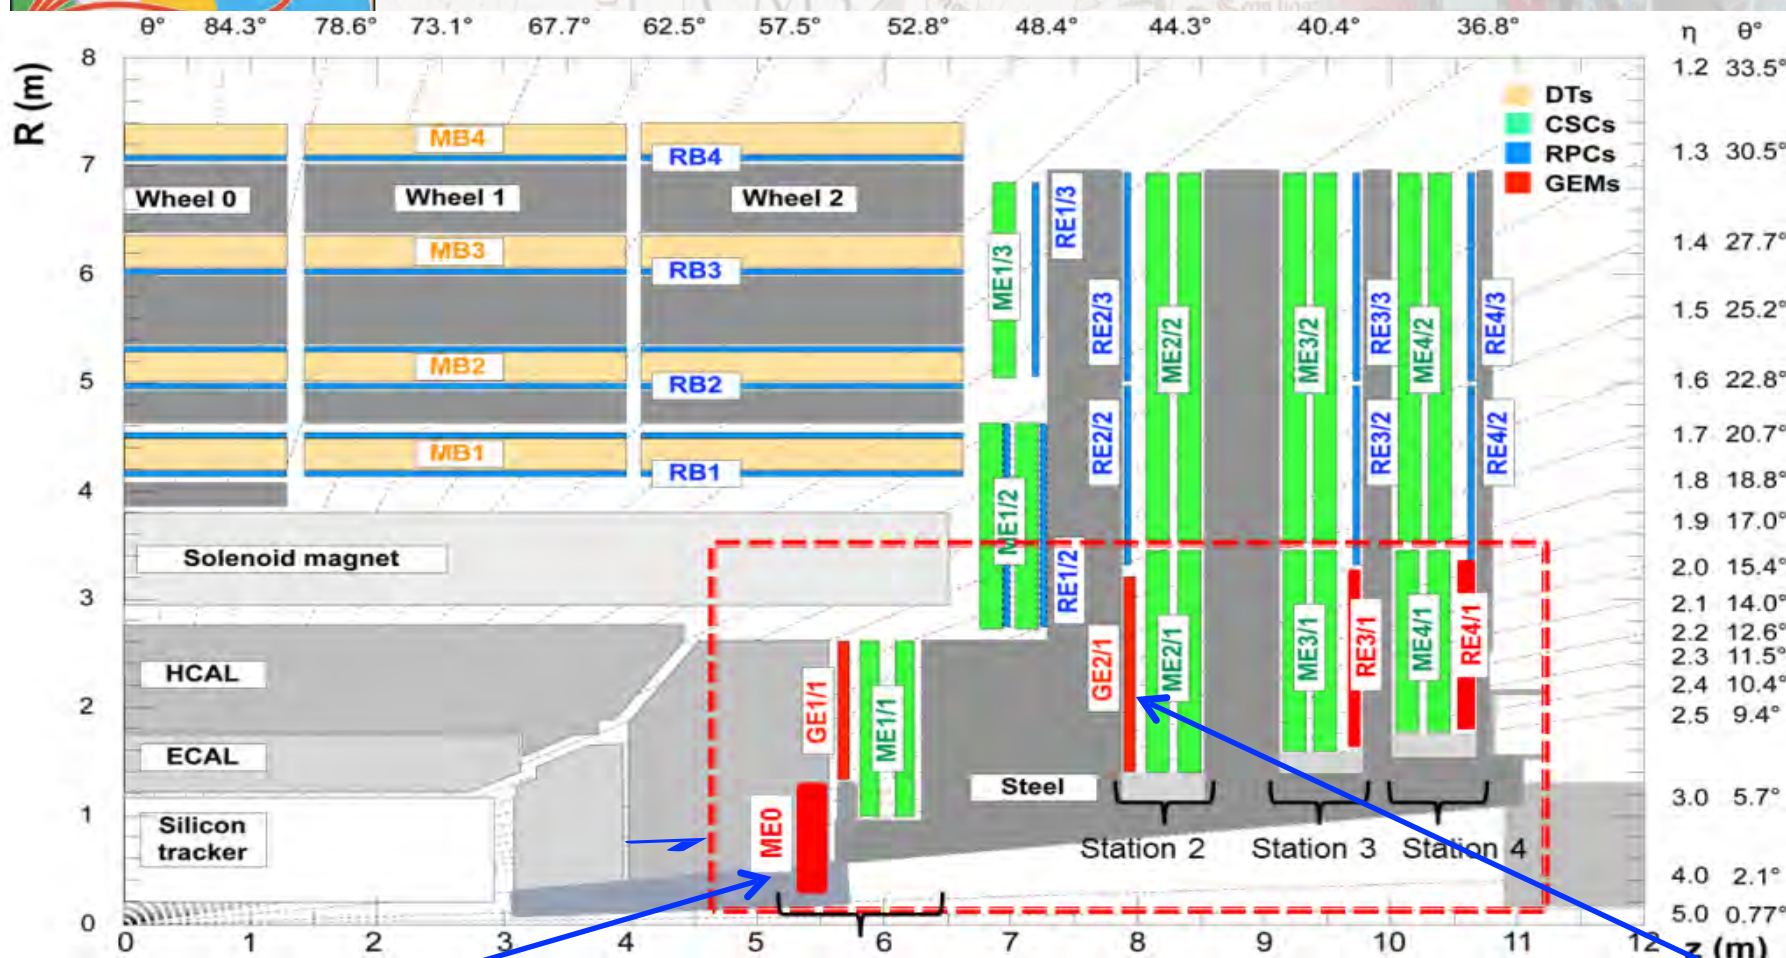 θ° 84.3° 78.6° 73.1° 67.7° 62.5° 57.5° 52.8° 48.4° 44.3° 40.4° 36.8° η θ°
R (m)
8
7
6
5
4
3
2
1
0
1.2 33.5°
1.3 30.5°
1.4 27.7°
1.5 25.2°
1.6 22.8°
1.7 20.7°
1.8 18.8°
1.9 17.0°
2.0 15.4°
2.1 14.0°
2.2 12.6°
2.3 11.5°
2.4 10.4°
2.5 9.4°
3.0 5.7°
4.0 2.1°
5.0 0.77°
DTs
CSCs
RPCs
GEMs
MB4
RB4
Wheel 0 Wheel 1 Wheel 2
MB3
RB3
MB2
RB2
MB1
RB1
Solenoid magnet
HCAL
ECAL
Silicon
tracker
ME0
GE1/1
ME1/1
ME1/2
RE1/2
ME1/3
RE1/3
RE2/3
RE2/2
GE2/1
ME2/2
ME2/1
ME3/2
ME3/1
RE3/3
RE3/2
RE3/1
ME4/2
ME4/1
RE4/3
RE4/2
RE4/1
Steel
Station 2 Station 3 Station 4
0 1 2 3 4 5 6 7 8 9 10 11 12
z (m)